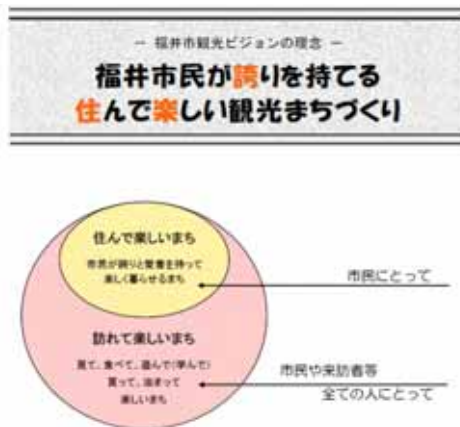 ― 福井市観光ビジョンの理念 ―
福井市民が誇りを持てる
住んで楽しい観光まちづくり
住んで楽しいまち
市民が誇りと愛着を持って
楽しく暮らせるまち
市民にとって
訪れて楽しいまち
見て、食べて、遊んで(学んで)
買って、泊まって
楽しいまち
市民や来訪者等
全ての人にとって